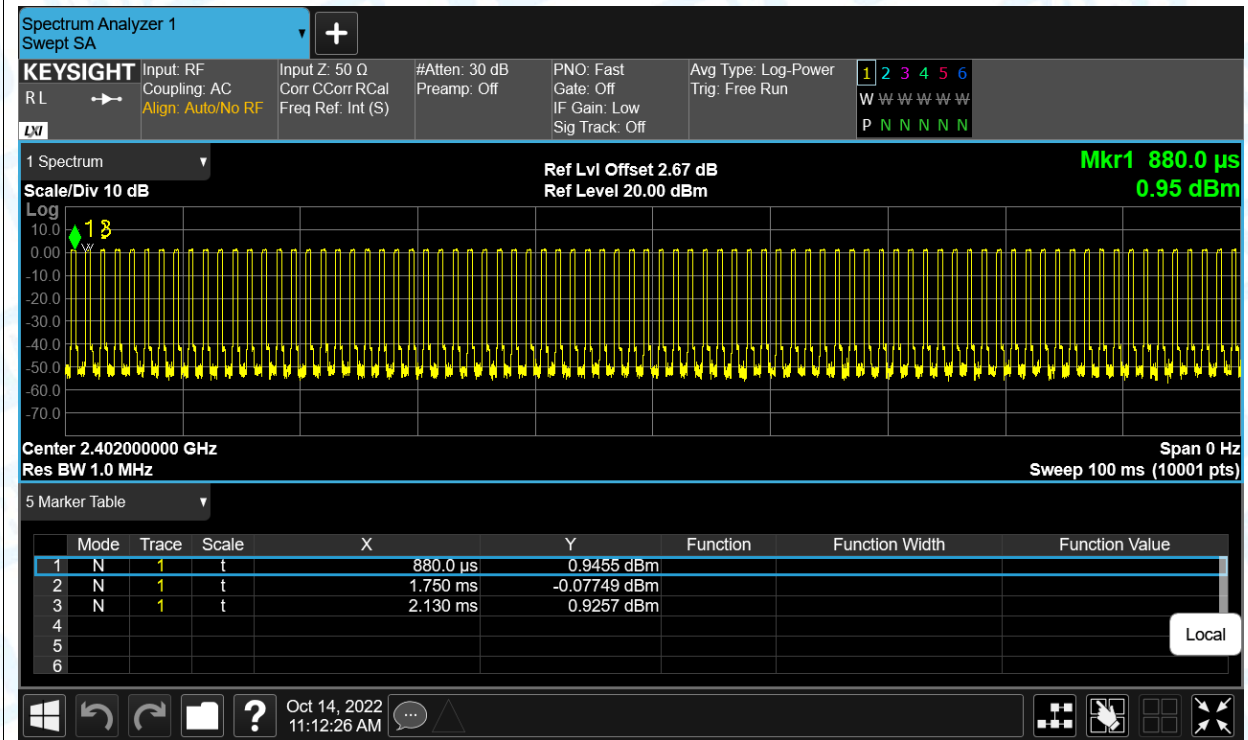 Spectrum Analyzer 1
Swept SA
+
KEYSIGHT
R L
LXI
Input: RF
Coupling: AC
Align: Auto/No RF
Input Z: 50 Ω
Corr CCorr RCal
Freq Ref: Int (S)
#Atten: 30 dB
Preamp: Off
PNO: Fast
Gate: Off
IF Gain: Low
Sig Track: Off
Avg Type: Log-Power
Trig: Free Run
1 2 3 4 5 6
W W W W W W
P N N N N N
1 Spectrum
Scale/Div 10 dB
Ref Lvl Offset 2.67 dB
Ref Level 20.00 dBm
Mkr1 880.0 µs
0.95 dBm
Log
10.0
0.00
-10.0
-20.0
-30.0
-40.0
-50.0
-60.0
-70.0
1
3
Center 2.402000000 GHz
Res BW 1.0 MHz
Span 0 Hz
Sweep 100 ms (10001 pts)
5 Marker Table
Mode Trace Scale X Y Function Function Width Function Value
1 N 1 t 880.0 µs 0.9455 dBm
2 N 1 t 1.750 ms -0.07749 dBm
3 N 1 t 2.130 ms 0.9257 dBm
4
5
6
Local
?
Oct 14, 2022
11:12:26 AM